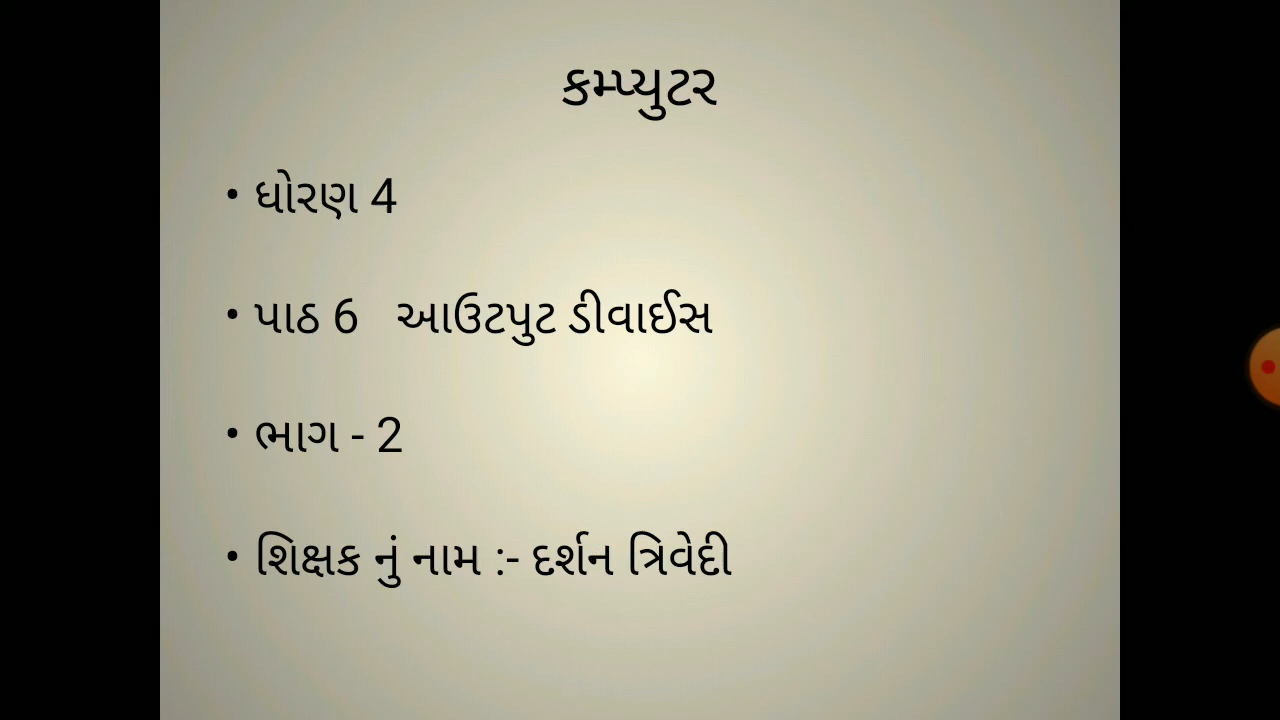 કમ્પ્યુટર
• ધોરણ 4
• પાઠ 6 આઉટપુટ ડીવાઈસ
• ભાગ - 2
• શિક્ષક નું નામ :- દર્શન ત્રિવેદી